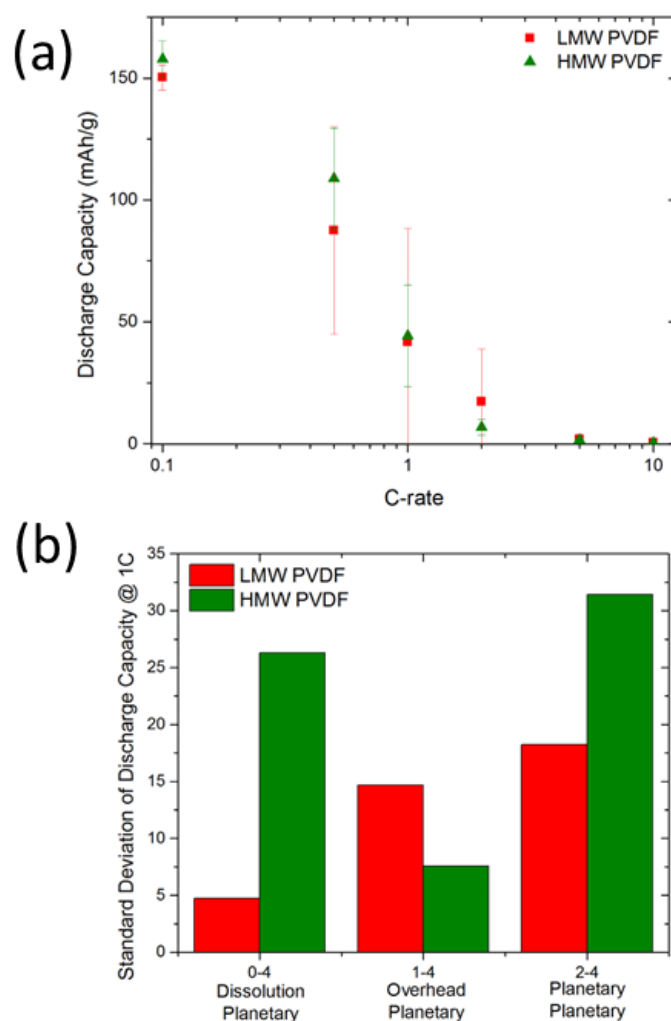 (a)
LMW PVDF
HMW PVDF
150
100
50
0
Discharge Capacity (mAh/g)
0.1
1
10
C-rate
(b)
35
30
25
20
15
10
5
0
Standard Deviation of Discharge Capacity @ 1C
LMW PVDF
HMW PVDF
0-4
Dissolution
Planetary
1-4
Overhead
Planetary
2-4
Planetary
Planetary